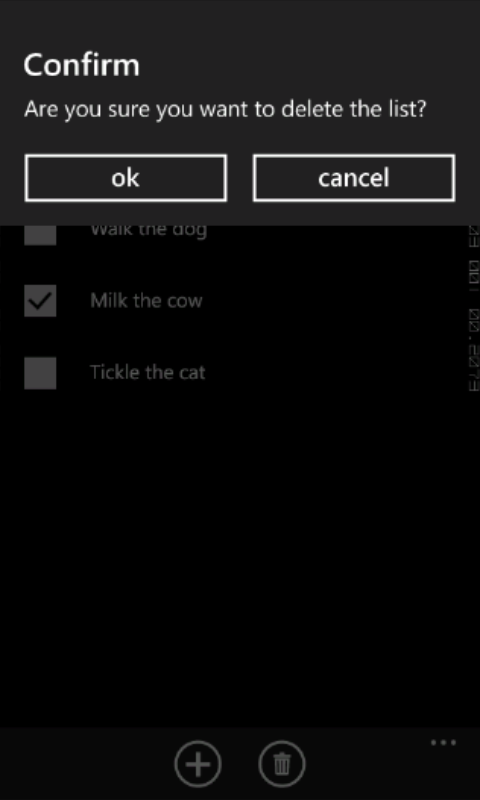 Confirm
Are you sure you want to delete the list?
ok cancel
Walk the dog
Milk the cow
Tickle the cat